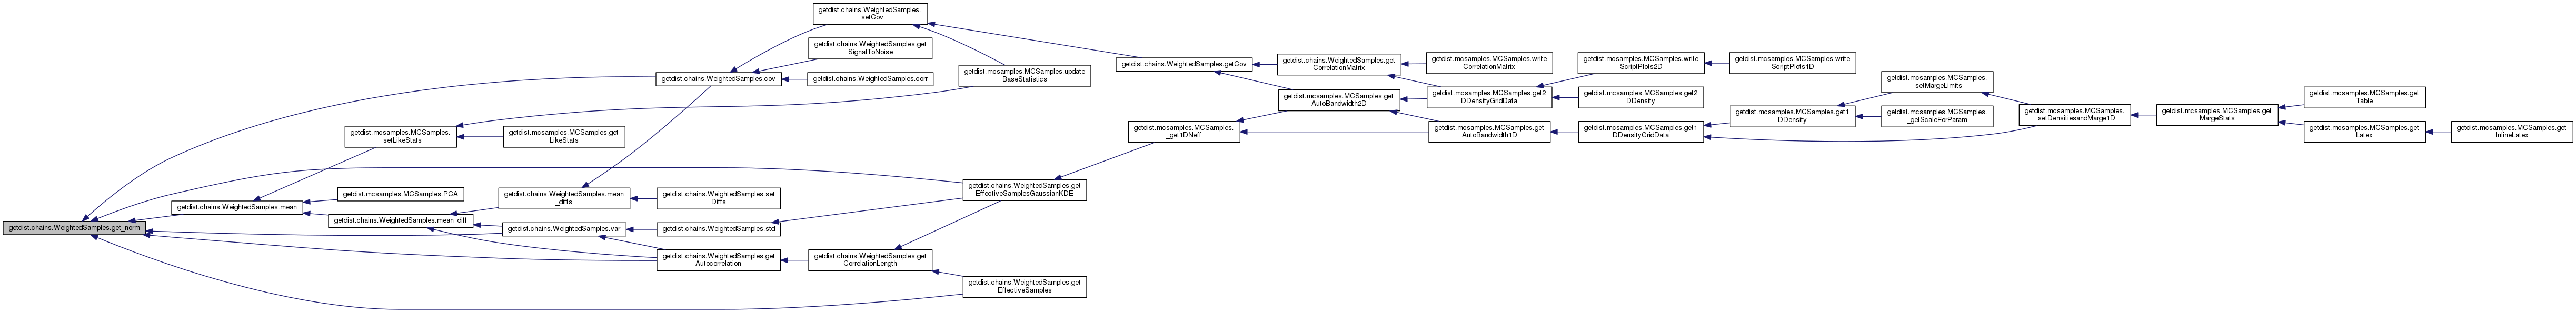 getdist.chains.WeightedSamples.get_norm
getdist.chains.WeightedSamples.mean
getdist.mcsamples.MCSamples.
_setLikeStats
getdist.mcsamples.MCSamples.PCA
getdist.chains.WeightedSamples.mean_diff
getdist.mcsamples.MCSamples.get
LikeStats
getdist.chains.WeightedSamples.mean
_diffs
getdist.chains.WeightedSamples.var
getdist.chains.WeightedSamples.cov
getdist.chains.WeightedSamples.set
Diffs
getdist.chains.WeightedSamples.std
getdist.chains.WeightedSamples.get
Autocorrelation
getdist.chains.WeightedSamples.
_setCov
getdist.chains.WeightedSamples.get
SignalToNoise
getdist.chains.WeightedSamples.corr
getdist.chains.WeightedSamples.get
CorrelationLength
getdist.mcsamples.MCSamples.update
BaseStatistics
getdist.chains.WeightedSamples.get
EffectiveSamplesGaussianKDE
getdist.chains.WeightedSamples.get
EffectiveSamples
getdist.chains.WeightedSamples.getCov
getdist.mcsamples.MCSamples.
_get1DNeff
getdist.chains.WeightedSamples.get
CorrelationMatrix
getdist.mcsamples.MCSamples.get
AutoBandwidth2D
getdist.mcsamples.MCSamples.write
CorrelationMatrix
getdist.mcsamples.MCSamples.get2
DDensityGridData
getdist.mcsamples.MCSamples.get
AutoBandwidth1D
getdist.mcsamples.MCSamples.write
ScriptPlots2D
getdist.mcsamples.MCSamples.get2
DDensity
getdist.mcsamples.MCSamples.get1
DDensityGridData
getdist.mcsamples.MCSamples.write
ScriptPlots1D
getdist.mcsamples.MCSamples.get1
DDensity
getdist.mcsamples.MCSamples.
_setMargeLimits
getdist.mcsamples.MCSamples.
_getScaleForParam
getdist.mcsamples.MCSamples.
_setDensitiesandMarge1D
getdist.mcsamples.MCSamples.get
MargeStats
getdist.mcsamples.MCSamples.get
Table
getdist.mcsamples.MCSamples.get
Latex
getdist.mcsamples.MCSamples.get
InlineLatex